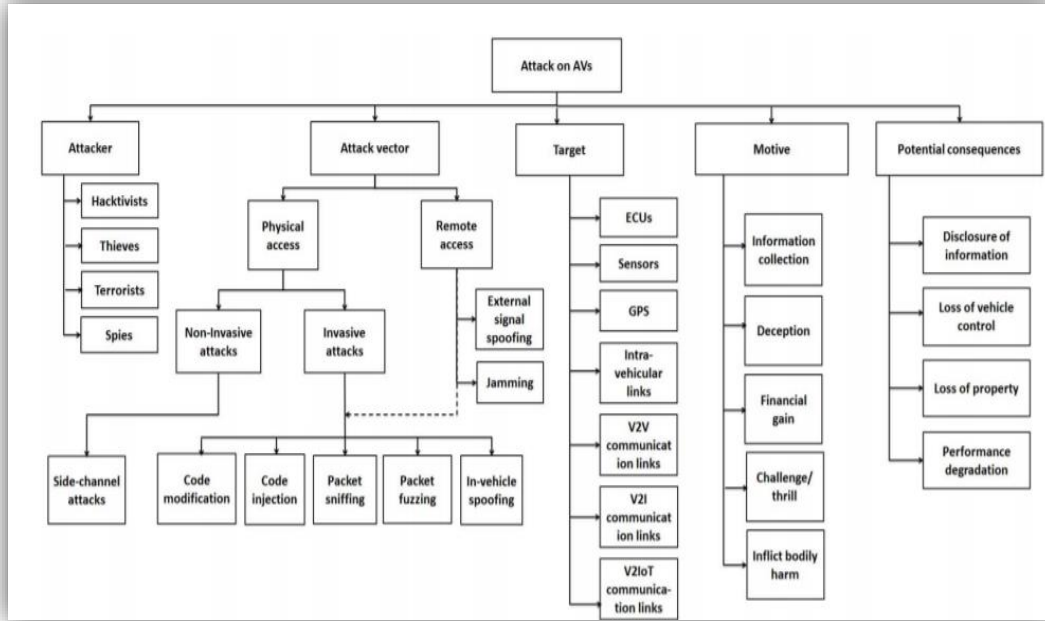 Attack on AVs
Attacker
Attack vector
Target
Motive
Potential consequences
Hacktivists
Thieves
Terrorists
Spies
Physical
access
Remote
access
Non-Invasive
attacks
Invasive
attacks
External
signal
spoofing
Jamming
Side-channel
attacks
Code
modification
Code
injection
Packet
sniffing
Packet
fuzzing
In-vehicle
spoofing
ECUs
Sensors
GPS
Intra-
vehicular
links
V2V
communicat
ion links
V2I
communicat
ion links
V2IoT
communica-
tion links
Information
collection
Deception
Financial
gain
Challenge/
thrill
Inflict bodily
harm
Disclosure of
information
Loss of vehicle
control
Loss of property
Performance
degradation